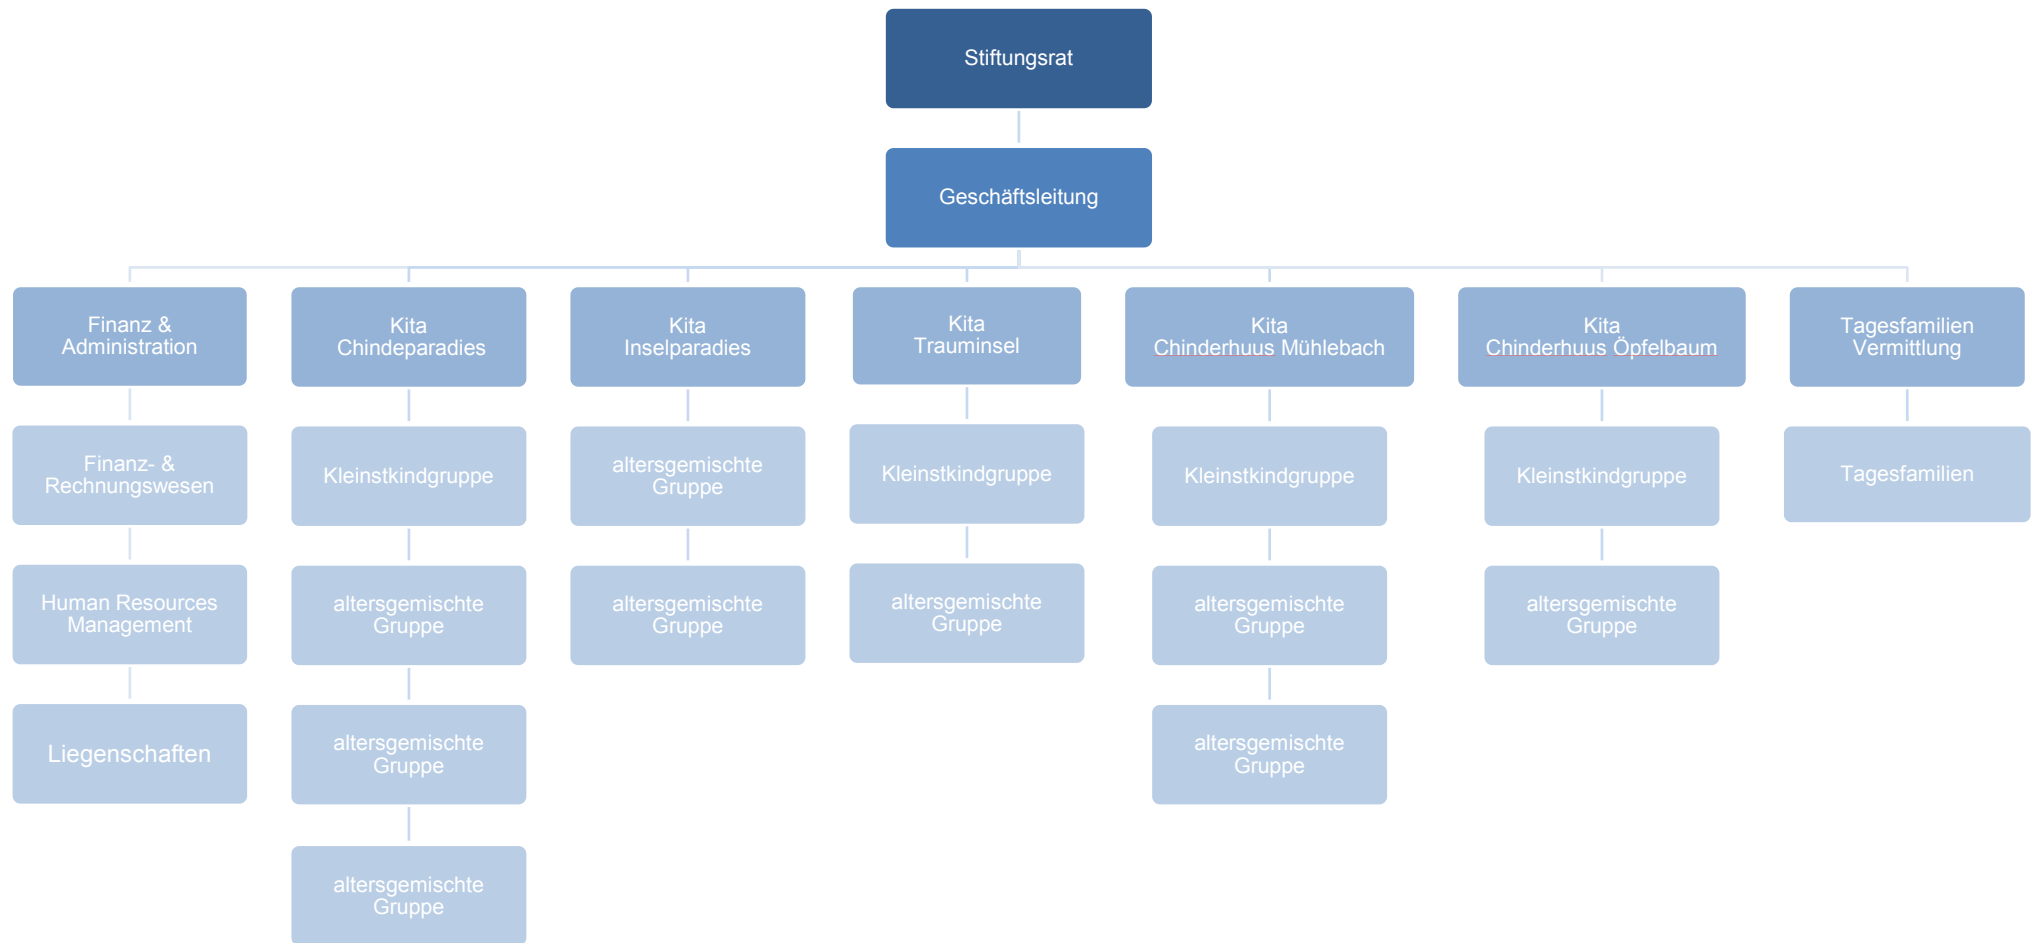 Stiftungsrat
Geschäftsleitung
Finanz &
Administration
Kita
Chindeparadies
Kita
Inselparadies
Kita
Trauminsel
Kita
Chinderhuus Mühlebach
Kita
Chinderhuus Öpfelbaum
Tagesfamilien
Vermittlung
Finanz- &
Rechnungswesen
Kleinstkindgruppe
altersgemischte
Gruppe
Kleinstkindgruppe
Kleinstkindgruppe
Kleinstkindgruppe
Tagesfamilien
Human Resources
Management
altersgemischte
Gruppe
altersgemischte
Gruppe
altersgemischte
Gruppe
altersgemischte
Gruppe
altersgemischte
Gruppe
Liegenschaften
altersgemischte
Gruppe
altersgemischte
Gruppe
altersgemischte
Gruppe